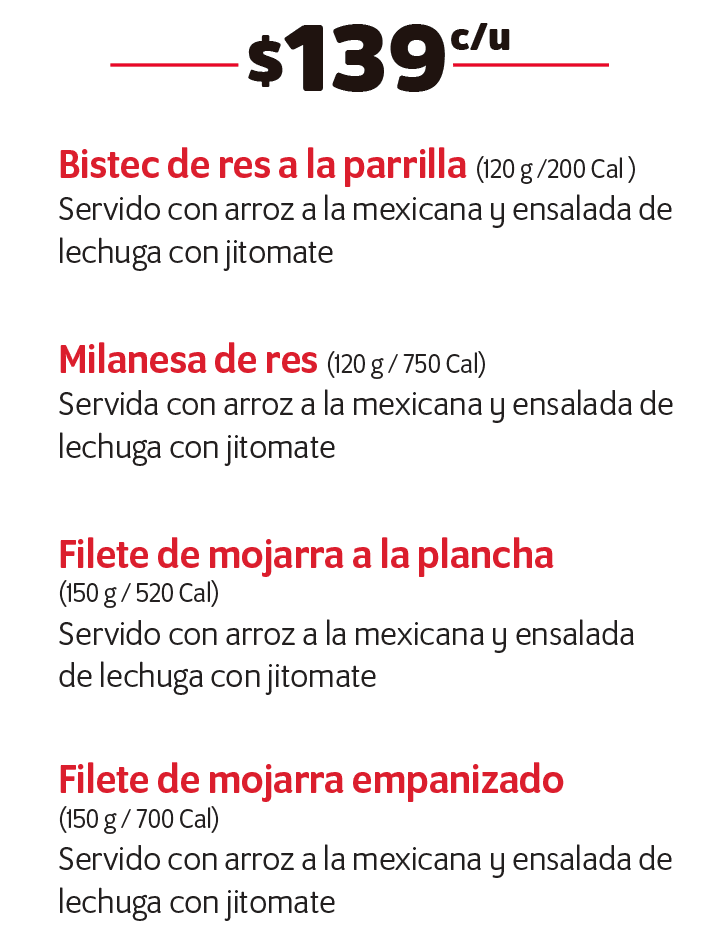 $139 c/u
Bistec de res a la parrilla (120 g /200 Cal )
Servido con arroz a la mexicana y ensalada de
lechuga con jitomate
Milanesa de res (120 g / 750 Cal)
Servida con arroz a la mexicana y ensalada de
lechuga con jitomate
Filete de mojarra a la plancha
(150 g / 520 Cal)
Servido con arroz a la mexicana y ensalada
de lechuga con jitomate
Filete de mojarra empanizado
(150 g / 700 Cal)
Servido con arroz a la mexicana y ensalada de
lechuga con jitomate